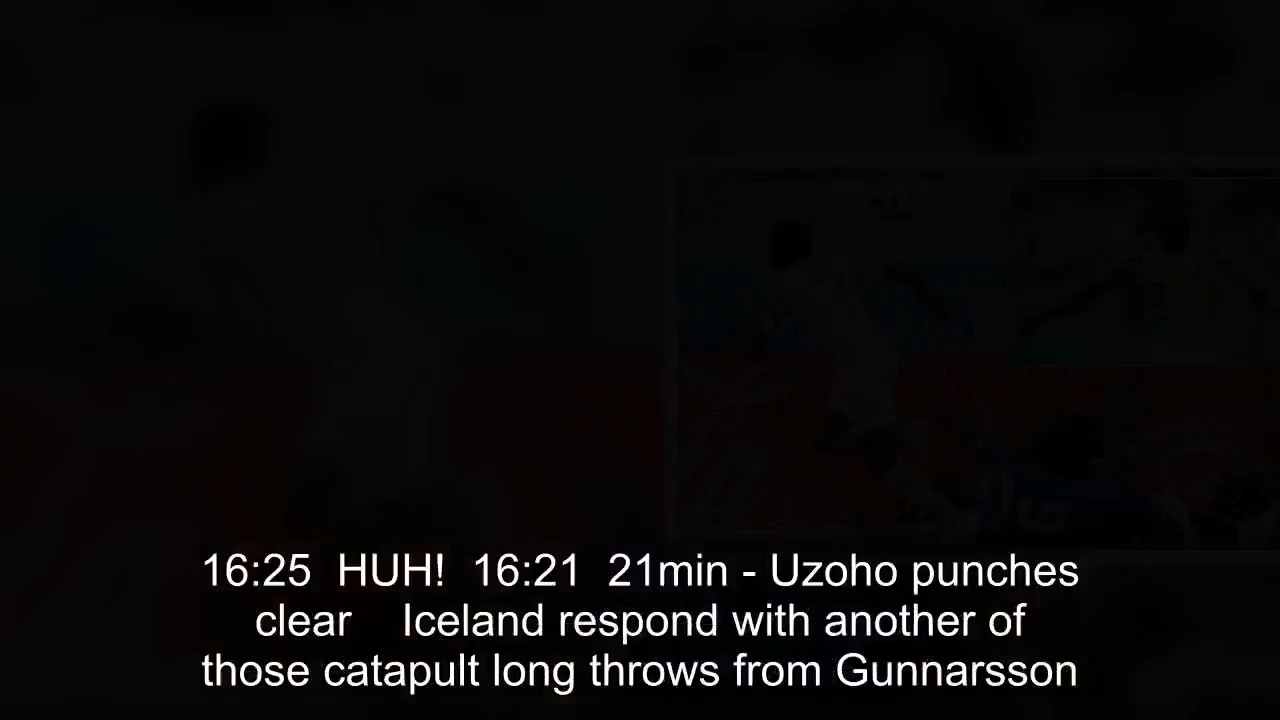 16:25  HUH!  16:21  21min - Uzoho punches
clear    Iceland respond with another of
those catapult long throws from Gunnarsson